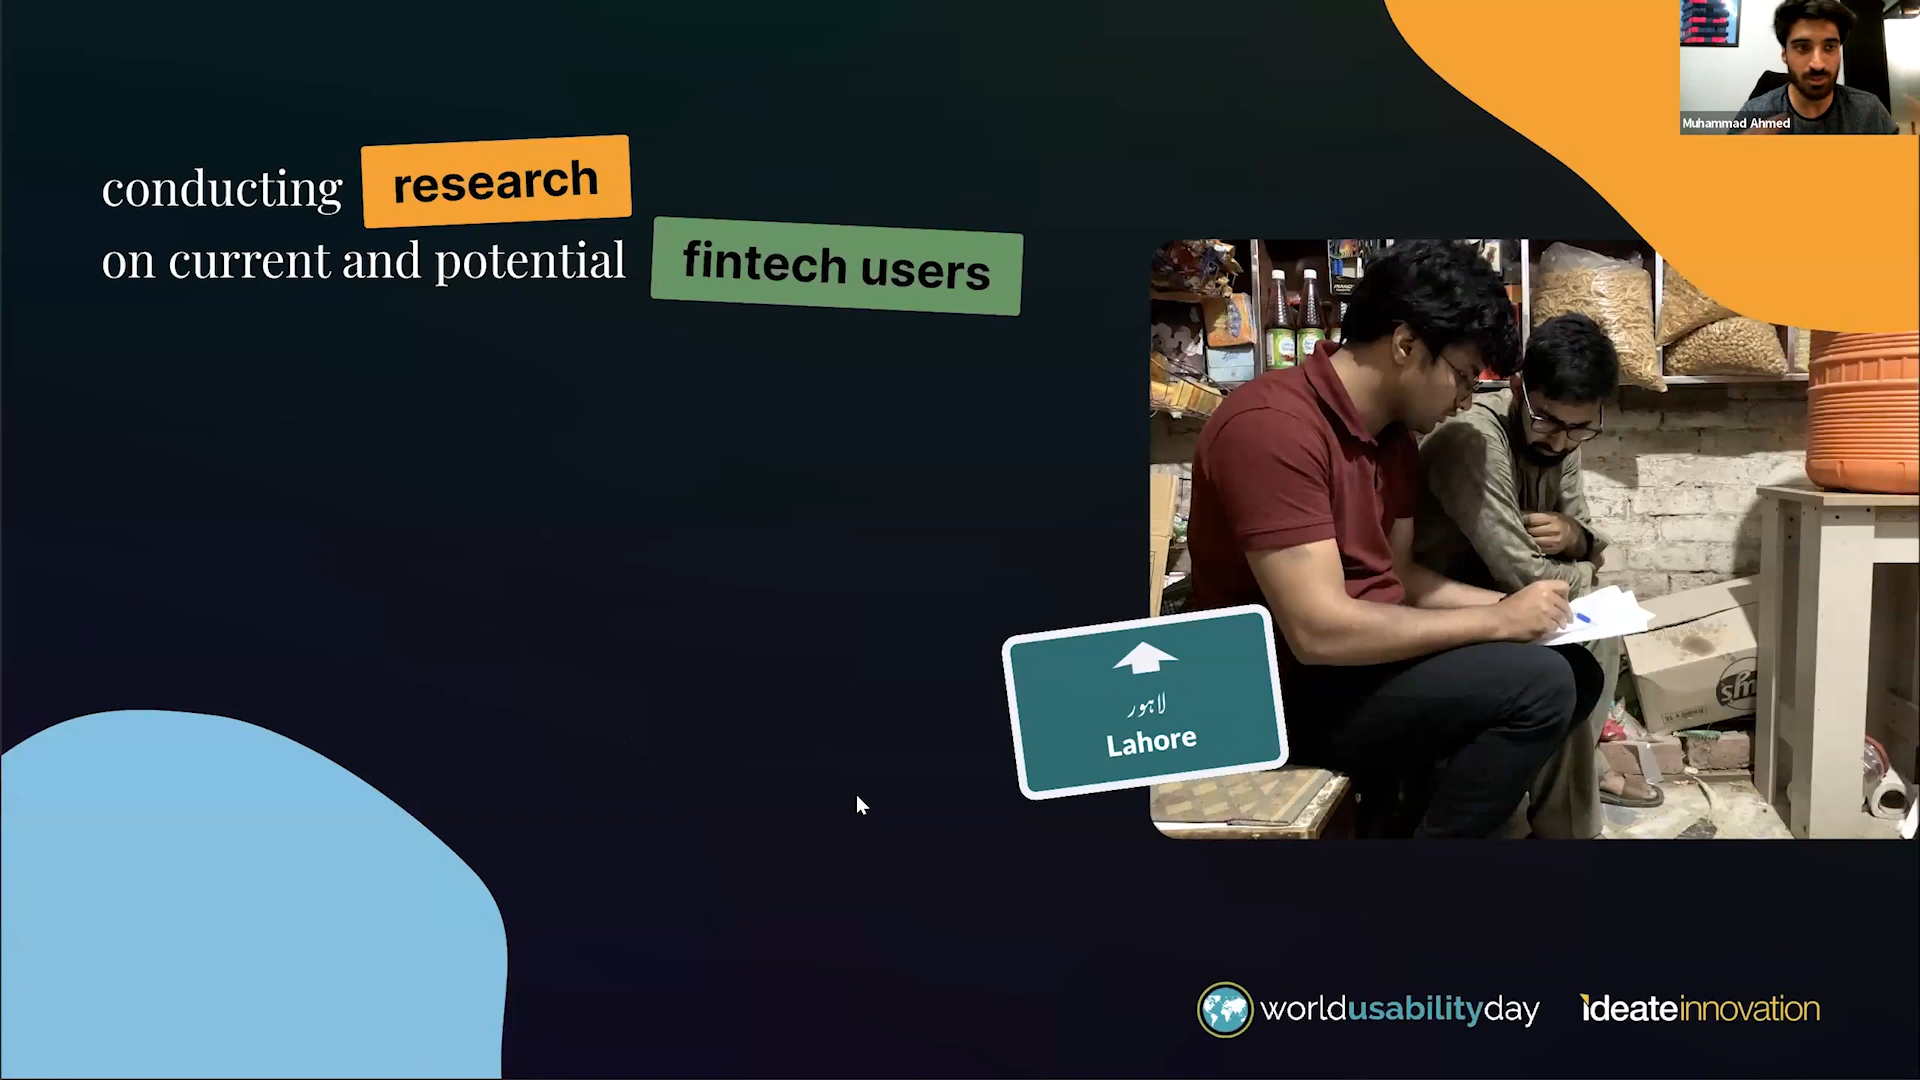 Muhammad Ahmed
conducting research
on current and potential fintech users
لاہور
Lahore
worldusabilityday
ideateinnovation